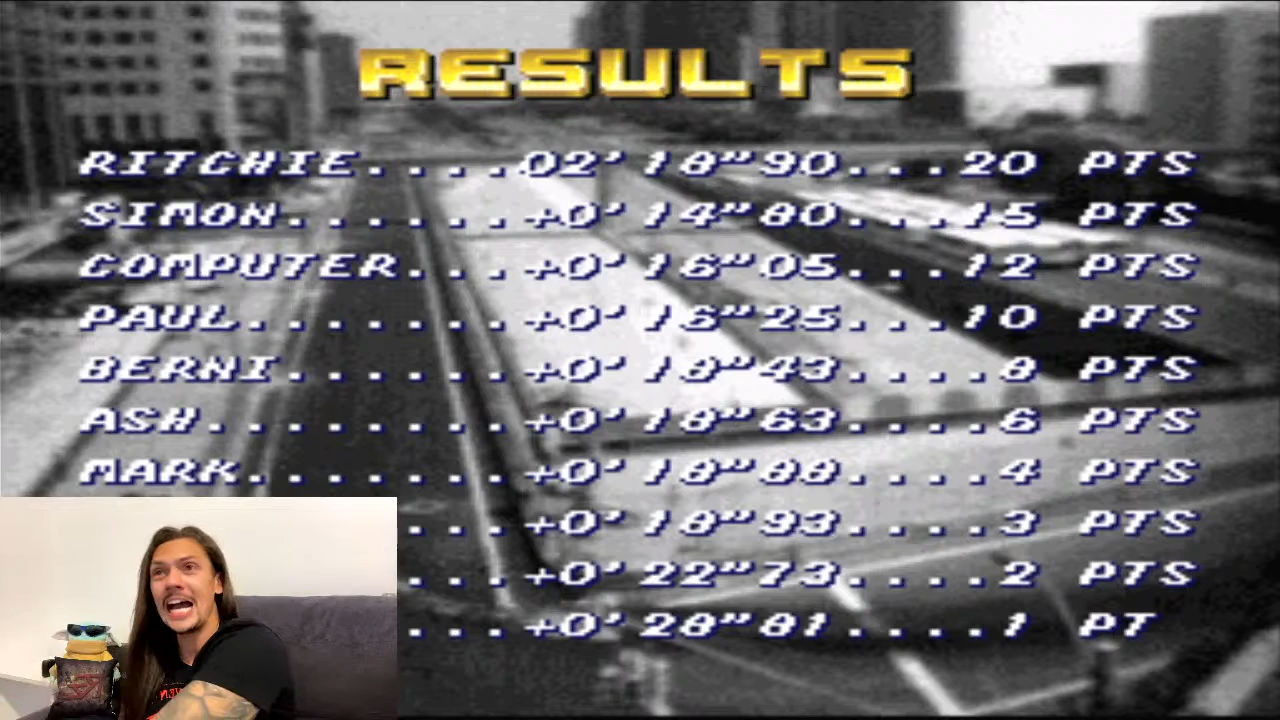 RESULTS
RITCHIE....02'18"90...20 PTS
SIMON......+0'14"80...15 PTS
COMPUTER...+0'16"05...12 PTS
PAUL.......+0'16"25...10 PTS
BERNI......+0'18"43....8 PTS
ASH........+0'18"63....6 PTS
MARK.......+0'18"88....4 PTS
...+0'18"93....3 PTS
...+0'22"73....2 PTS
...+0'28"81....1 PT